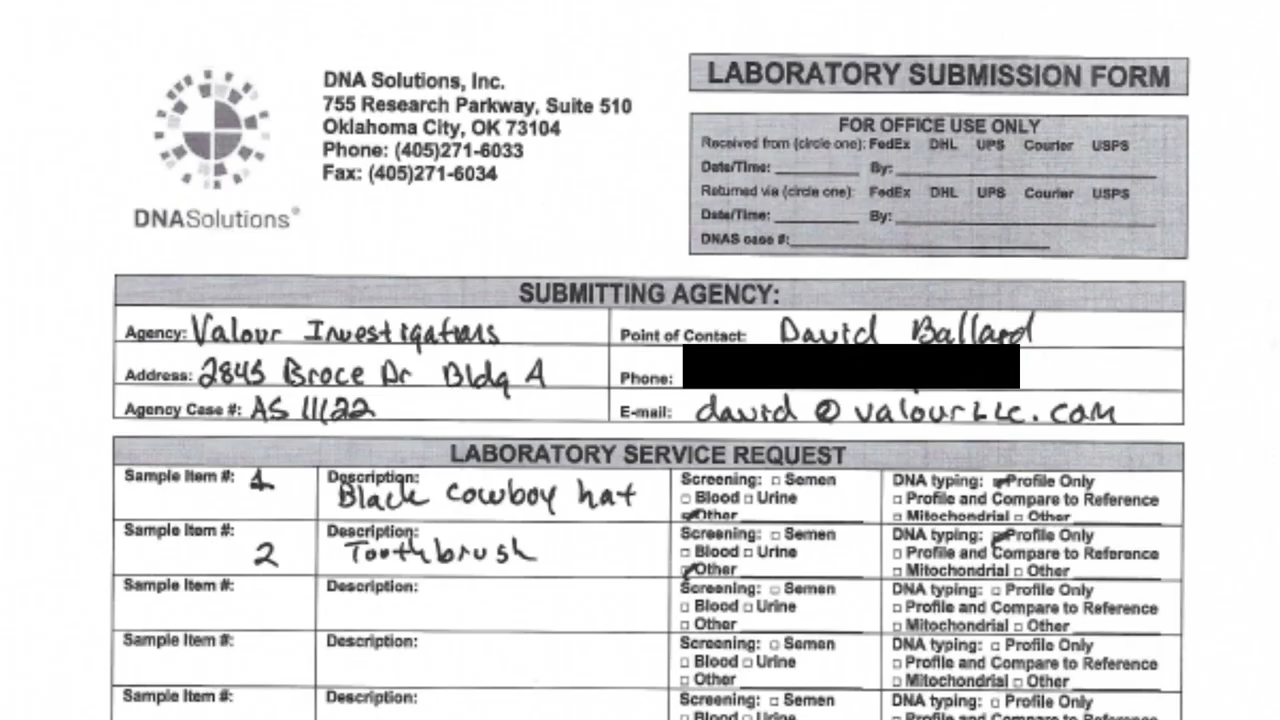 DNA Solutions, Inc.
755 Research Parkway, Suite 510
Oklahoma City, OK 73104
Phone: (405)271-6033
Fax: (405)271-6034
DNASolutions®
LABORATORY SUBMISSION FORM
FOR OFFICE USE ONLY
Received from (circle one): FedEx DHL UPS Courier USPS
Date/Time: By:
Returned via (circle one): FedEx DHL UPS Courier USPS
Date/Time: By:
DNAS case #:
SUBMITTING AGENCY:
Agency: Valour Investigations Point of Contact: David Ballard
Address: 2845 Broce Dr Bldg A Phone:
Agency Case #: AS 11/22 E-mail: david@valourLLC.com
LABORATORY SERVICE REQUEST
Sample Item #: 1 Description: Black cowboy hat
Screening: Semen
Blood Urine
Other
DNA typing: Profile Only
Profile and Compare to Reference
Mitochondrial Other
Sample Item #: 2 Description: Toothbrush
Screening: Semen
Blood Urine
Other
DNA typing: Profile Only
Profile and Compare to Reference
Mitochondrial Other
Sample Item #: Description:
Screening: Semen
Blood Urine
Other
DNA typing: Profile Only
Profile and Compare to Reference
Mitochondrial Other
Sample Item #: Description:
Screening: Semen
Blood Urine
Other
DNA typing: Profile Only
Profile and Compare to Reference
Mitochondrial Other
Sample Item #: Description:
Screening: Semen
Blood Urine
DNA typing: Profile Only
Profile and Compare to Reference